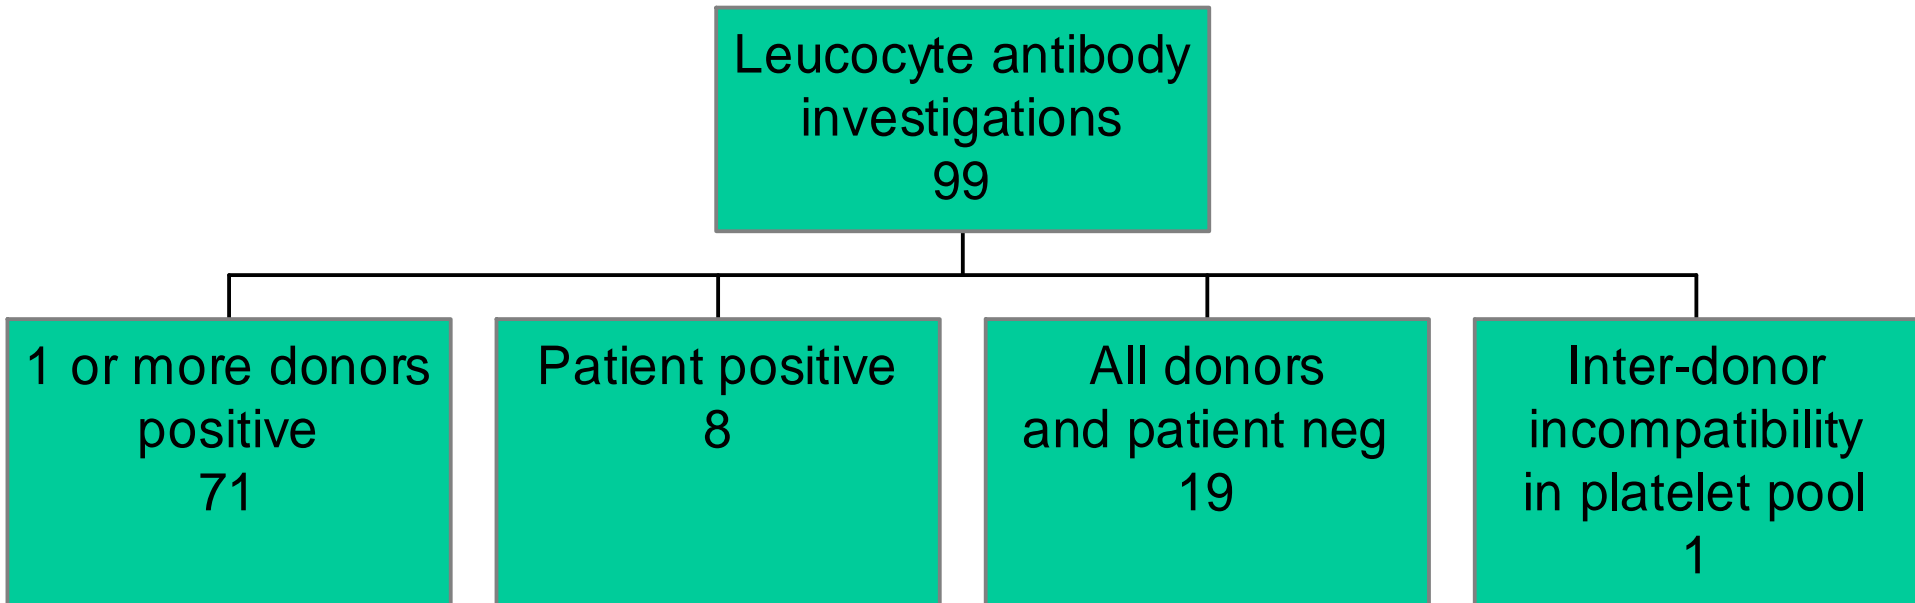 Leucocyte antibody
investigations
99
1 or more donors
positive
71
Patient positive
8
All donors
and patient neg
19
Inter-donor
incompatibility
in platelet pool
1